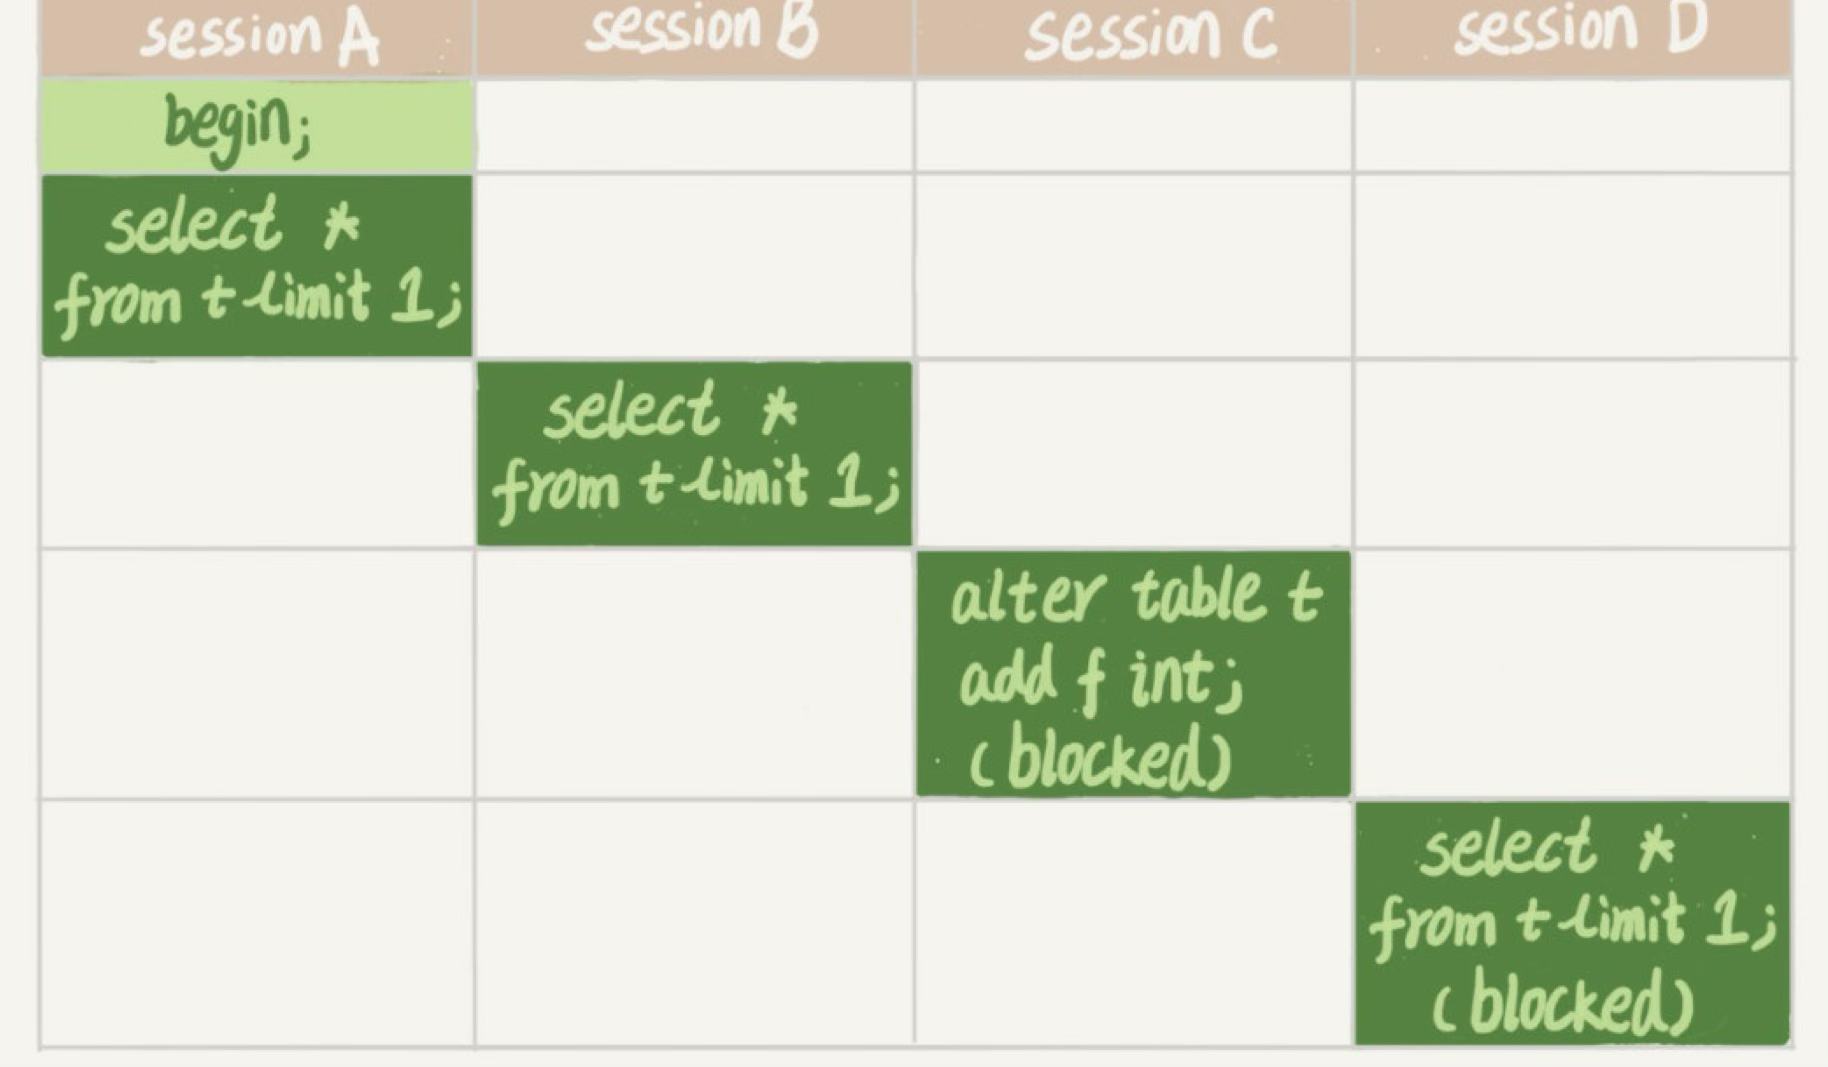 session A
session B
session C
session D
begin;
select *
from t limit 1;
select *
from t limit 1;
alter table t
add f int;
(blocked)
select *
from t limit 1;
(blocked)